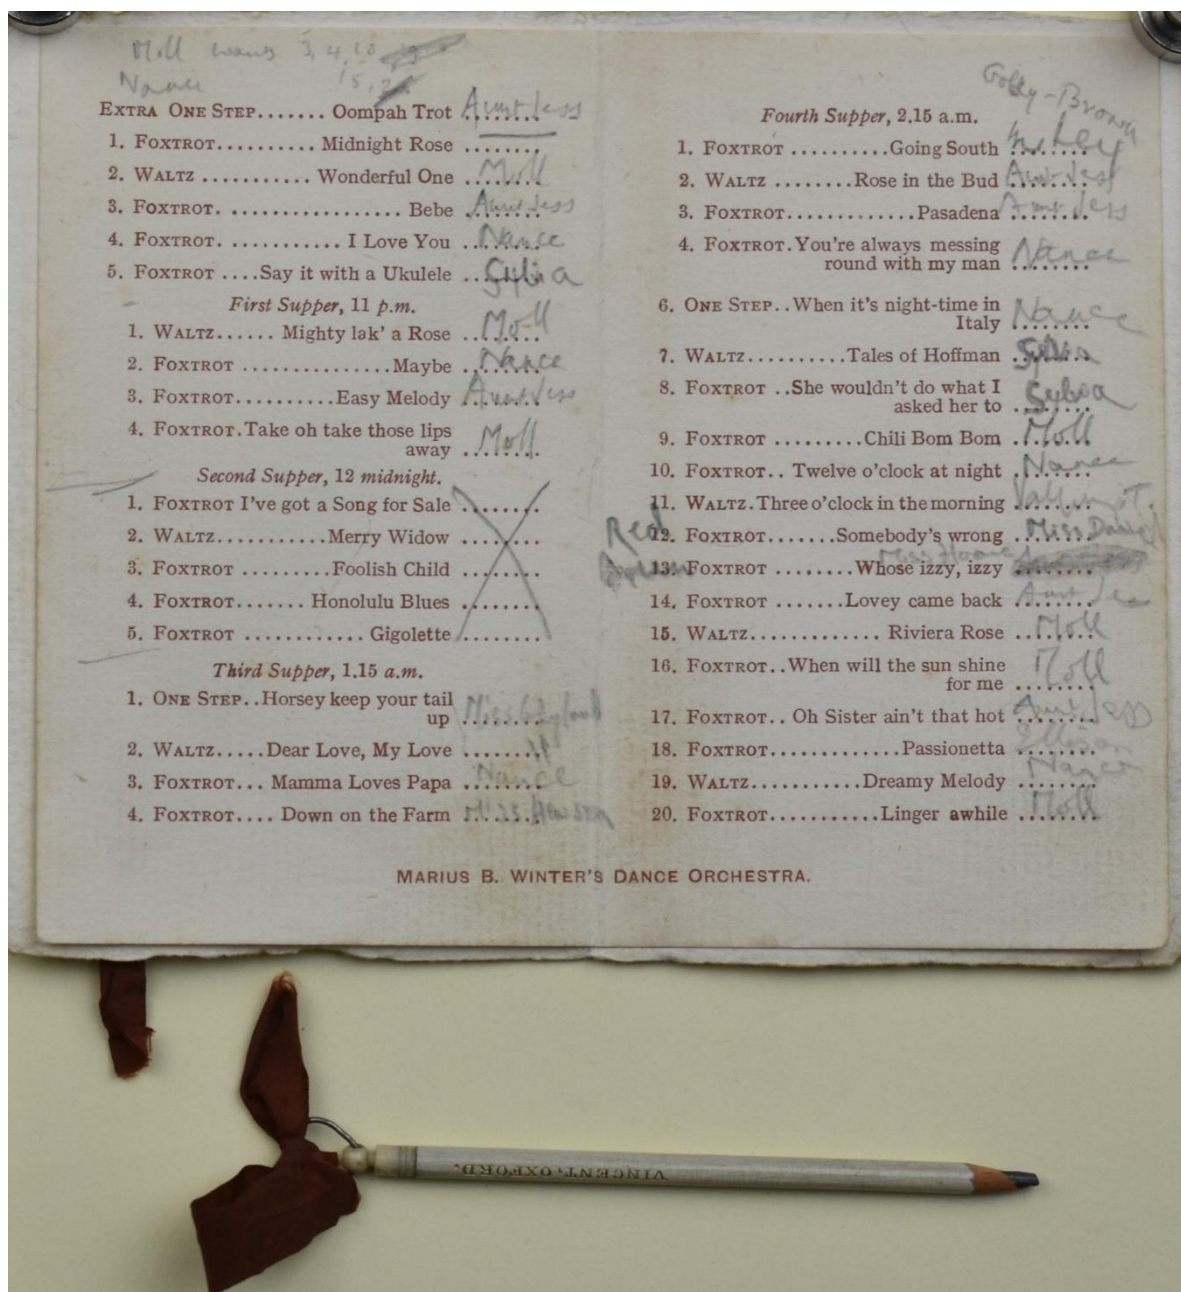 Moll wants 3, 4, 13
Nance 15,
EXTRA ONE STEP....... Oompah Trot Aunt Jess
1. FOXTROT.......... Midnight Rose ........
2. WALTZ ........... Wonderful One Moll
3. FOXTROT. ................. Bebe Aunt Jess
4. FOXTROT. ........... I Love You Nance
5. FOXTROT ....Say it with a Ukulele Sylvia
First Supper, 11 p.m.
1. WALTZ...... Mighty lak' a Rose Moll
2. FOXTROT ...............Maybe Nance
3. FOXTROT..........Easy Melody Aunt Jess
4. FOXTROT.Take oh take those lips
away Moll
Second Supper, 12 midnight.
1. FOXTROT I've got a Song for Sale ........
2. WALTZ...........Merry Widow ........
3. FOXTROT .........Foolish Child ........
4. FOXTROT....... Honolulu Blues ........
5. FOXTROT ............ Gigolette ........
Third Supper, 1.15 a.m.
1. ONE STEP..Horsey keep your tail
up Miss
2. WALTZ.....Dear Love, My Love ........
3. FOXTROT... Mamma Loves Papa Nance
4. FOXTROT.... Down on the Farm Miss
Brown
Fourth Supper, 2.15 a.m.
1. FOXTROT ..........Going South
2. WALTZ ........Rose in the Bud Aunt Jess
3. FOXTROT............Pasadena Aunt Jess
4. FOXTROT.You're always messing
round with my man Nance
6. ONE STEP..When it's night-time in
Italy Nance
7. WALTZ..........Tales of Hoffman Sylvia
8. FOXTROT ..She wouldn't do what I
asked her to Sylvia
9. FOXTROT .........Chili Bom Bom Moll
10. FOXTROT.. Twelve o'clock at night Nance
11. WALTZ.Three o'clock in the morning
Red 12. FOXTROT.......Somebody's wrong Miss
13. FOXTROT ........Whose izzy, izzy
14. FOXTROT .......Lovey came back Aunt Jess
15. WALTZ............. Riviera Rose Moll
16. FOXTROT..When will the sun shine
for me Moll
17. FOXTROT.. Oh Sister ain't that hot Aunt Jess
18. FOXTROT.............Passionetta Ellison
19. WALTZ............Dreamy Melody Nance
20. FOXTROT...........Linger awhile Moll
MARIUS B. WINTER'S DANCE ORCHESTRA.
VINCENT, OXFORD.